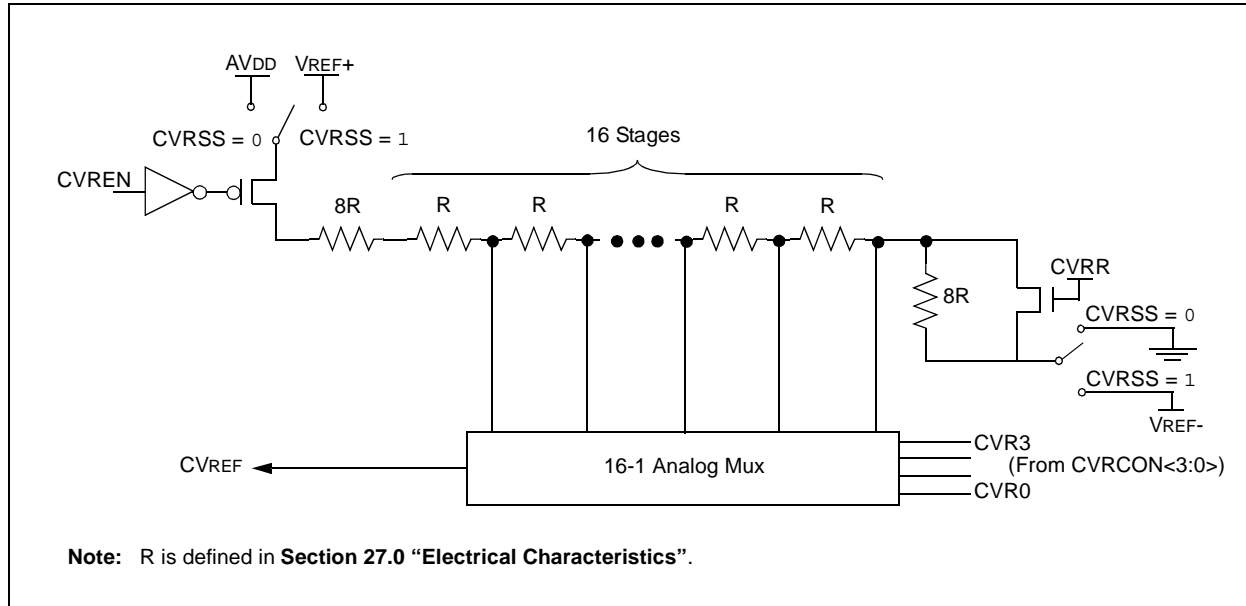 AVDD VREF+
CVRSS = 0 CVRSS = 1
16 Stages
CVREN
8R R R R R
CVRR
8R
CVRSS = 0
CVRSS = 1
VREF-
CVREF
16-1 Analog Mux
CVR3
(From CVRCON<3:0>)
CVR0
Note: R is defined in Section 27.0 “Electrical Characteristics”.